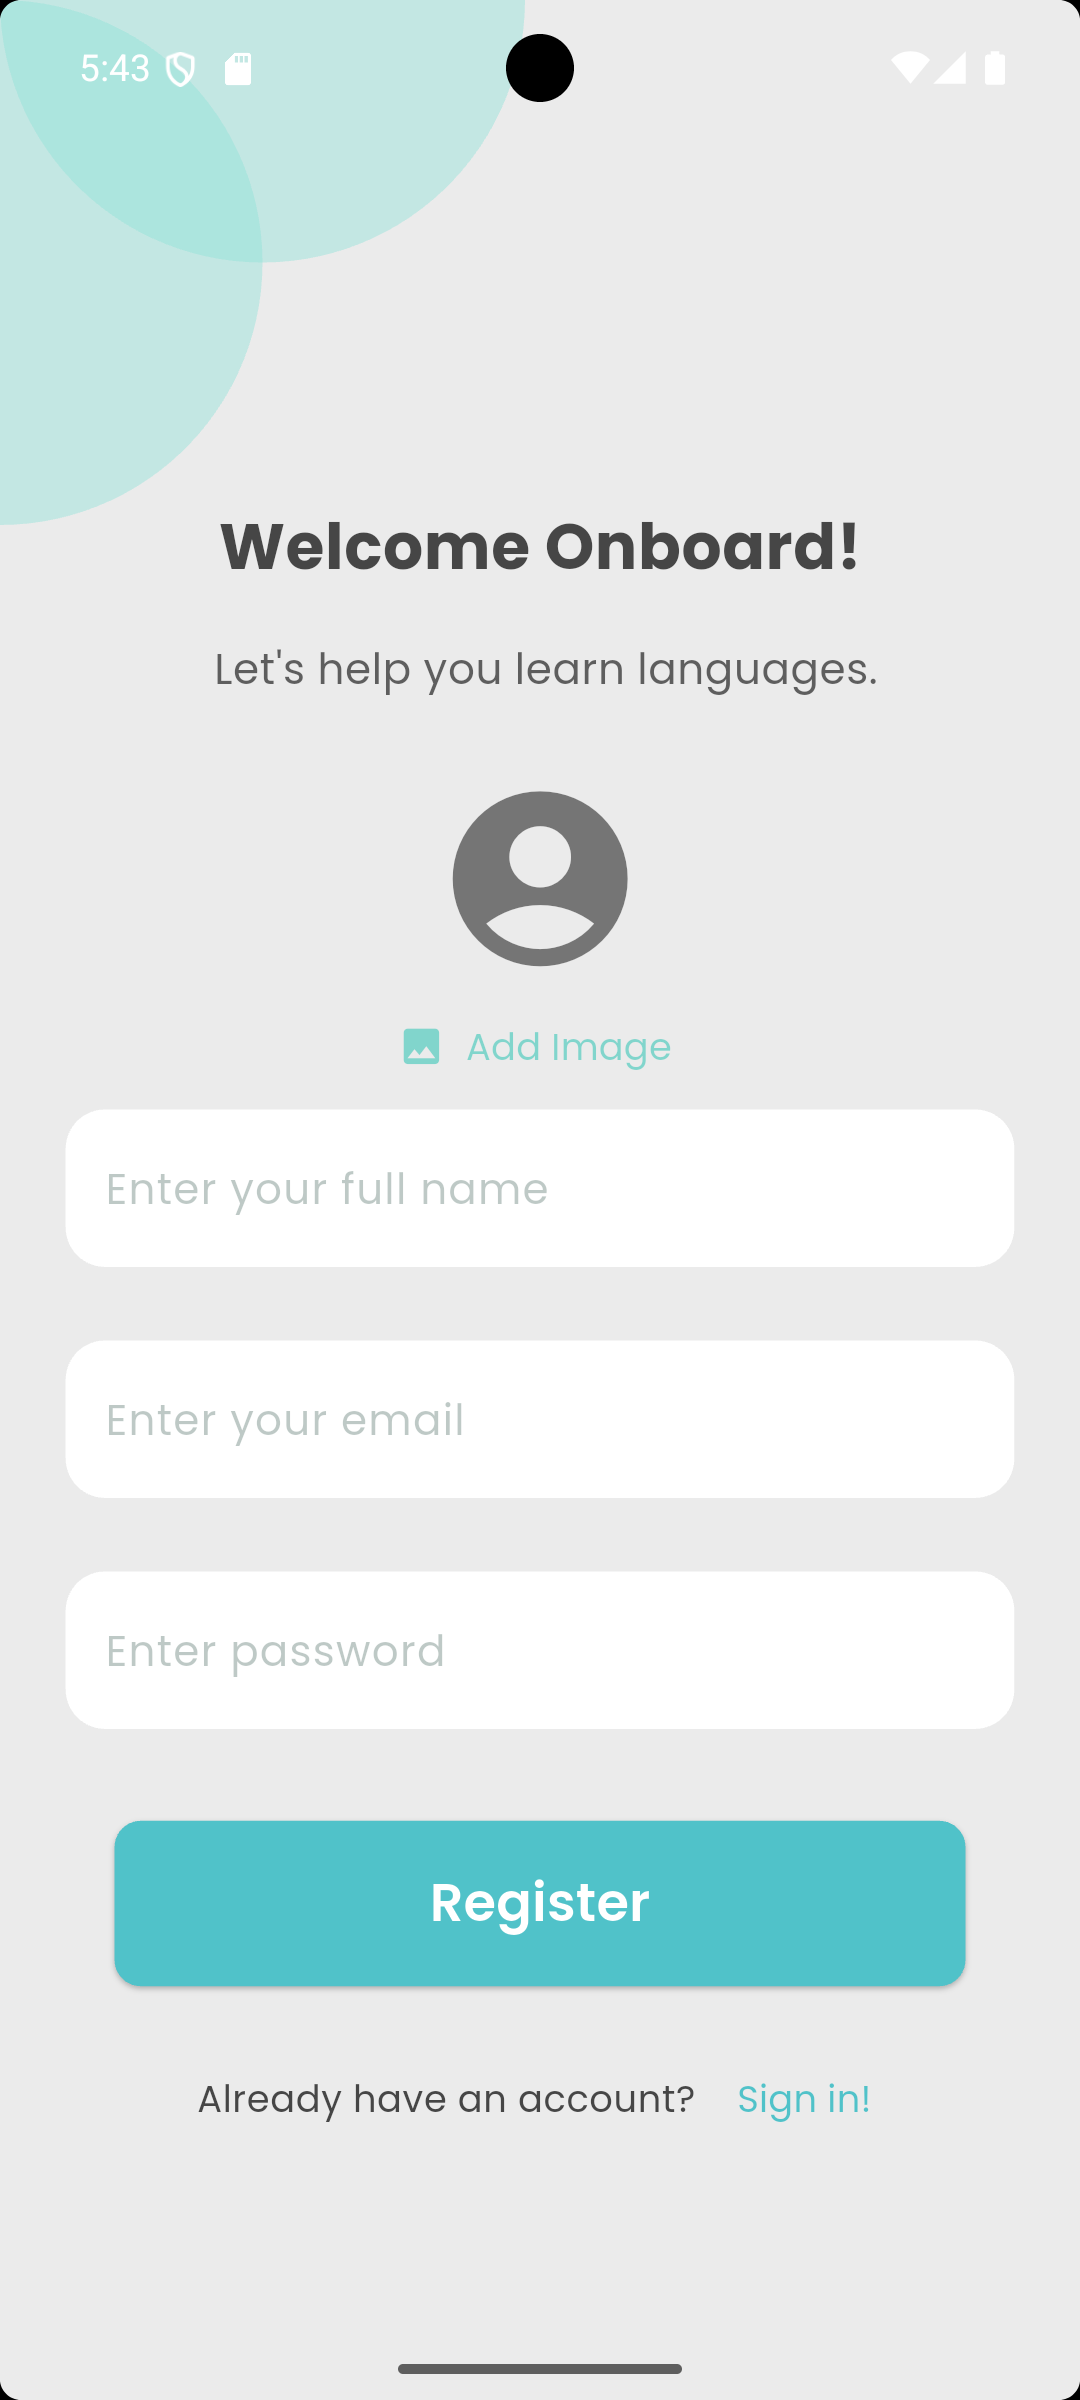 5:43
Welcome Onboard!
Let's help you learn languages.
Add Image
Enter your full name
Enter your email
Enter password
Register
Already have an account? Sign in!